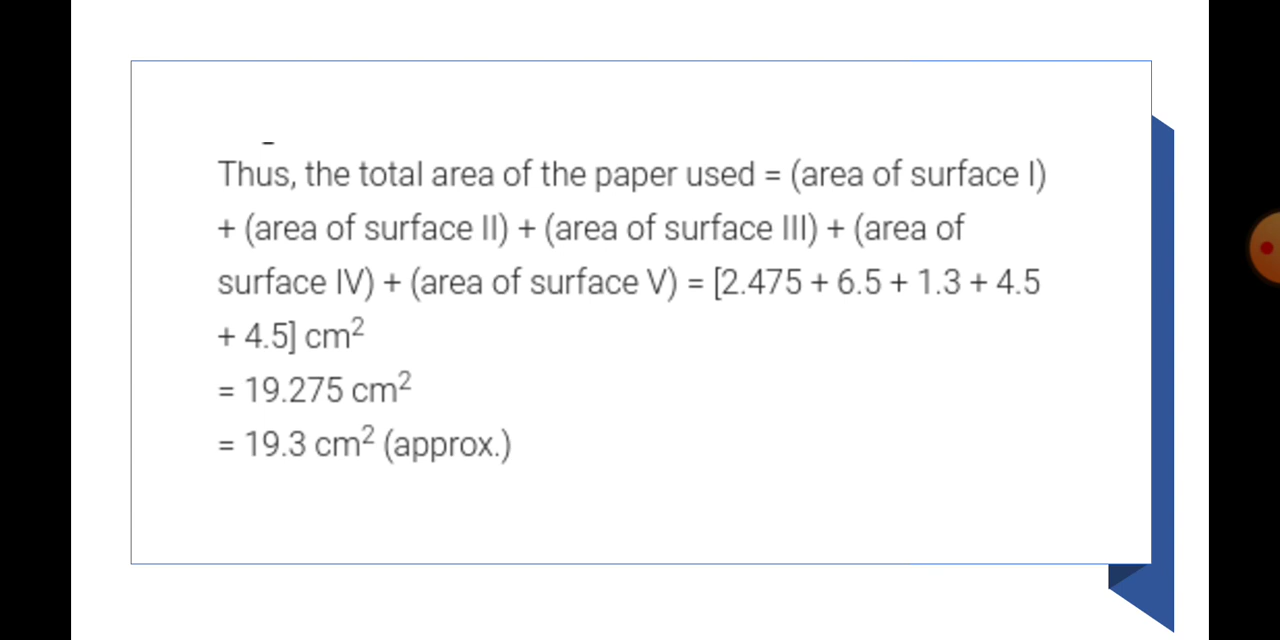 Thus, the total area of the paper used = (area of surface I)
+ (area of surface II) + (area of surface III) + (area of
surface IV) + (area of surface V) = [2.475 + 6.5 + 1.3 + 4.5
+ 4.5] cm²
= 19.275 cm²
= 19.3 cm² (approx.)